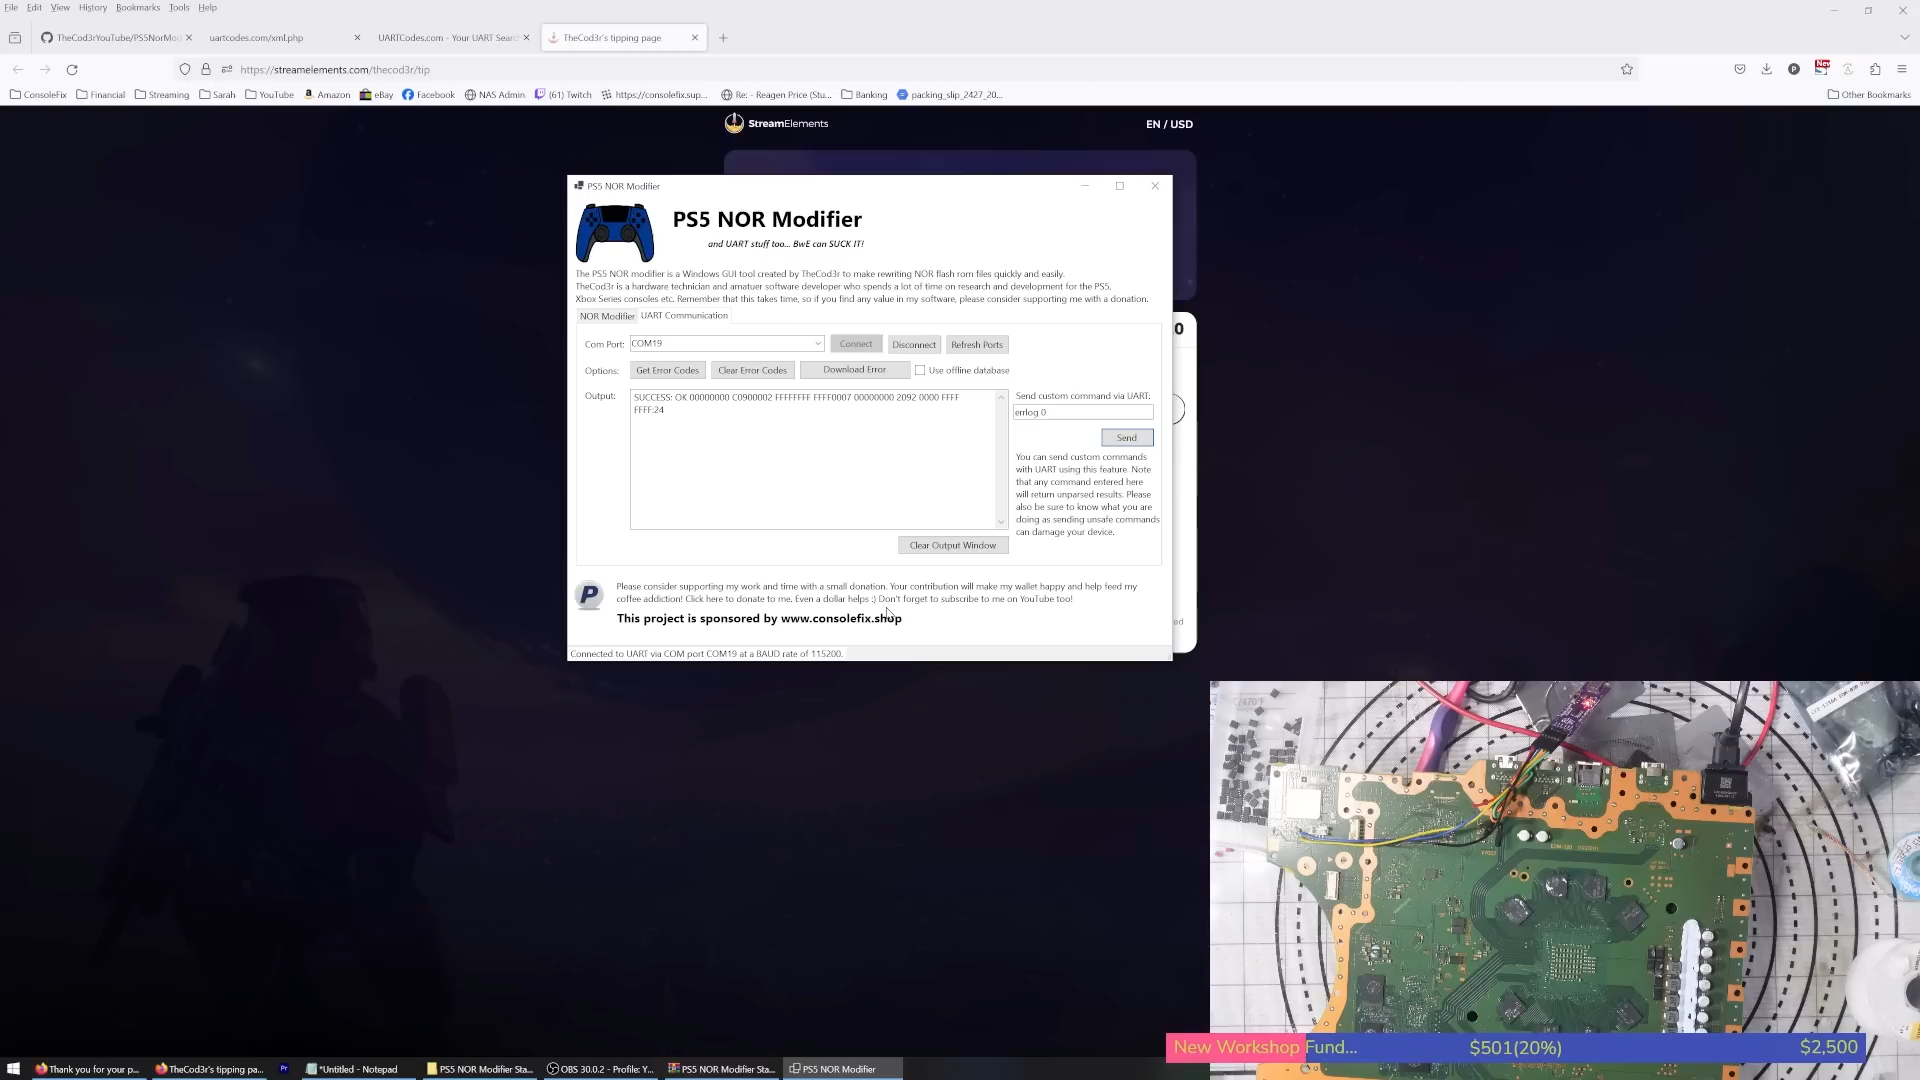 File Edit View History Bookmarks Tools Help
TheCod3rYouTube/PS5NorMod
uartcodes.com/xml.php
UARTCodes.com - Your UART Searc
TheCod3r's tipping page
https://streamelements.com/thecod3r/tip
New
ConsoleFix Financial Streaming Sarah YouTube Amazon eBay Facebook NAS Admin (61) Twitch https://consolefix.sup... Re: - Reagen Price (Stu... Banking packing_slip_2427_20... Other Bookmarks
StreamElements
EN / USD
PS5 NOR Modifier
PS5 NOR Modifier
and UART stuff too... BwE can SUCK IT!
The PS5 NOR modifier is a Windows GUI tool created by TheCod3r to make rewriting NOR flash rom files quickly and easily.
TheCod3r is a hardware technician and amatuer software developer who spends a lot of time on research and development for the PS5,
Xbox Series consoles etc. Remember that this takes time, so if you find any value in my software, please consider supporting me with a donation.
NOR Modifier UART Communication
0
Com Port: COM19 Connect Disconnect Refresh Ports
Options: Get Error Codes Clear Error Codes Download Error Use offline database
Output:
SUCCESS: OK 00000000 C0900002 FFFFFFFF FFFF0007 00000000 2092 0000 FFFF
FFFF:24
Send custom command via UART:
errlog 0
Send
You can send custom commands
with UART using this feature. Note
that any command entered here
will return unparsed results. Please
also be sure to know what you are
doing as sending unsafe commands
can damage your device.
Clear Output Window
Please consider supporting my work and time with a small donation. Your contribution will make my wallet happy and help feed my
coffee addiction! Click here to donate to me. Even a dollar helps :) Don't forget to subscribe to me on YouTube too!
This project is sponsored by www.consolefix.shop
ed
Connected to UART via COM port COM19 at a BAUD rate of 115200.
New Workshop Fund... $501(20%) $2,500
Thank you for your p... TheCod3r's tipping pa... Pr *Untitled - Notepad PS5 NOR Modifier Sta... OBS 30.0.2 - Profile: Y... PS5 NOR Modifier Sta... PS5 NOR Modifier